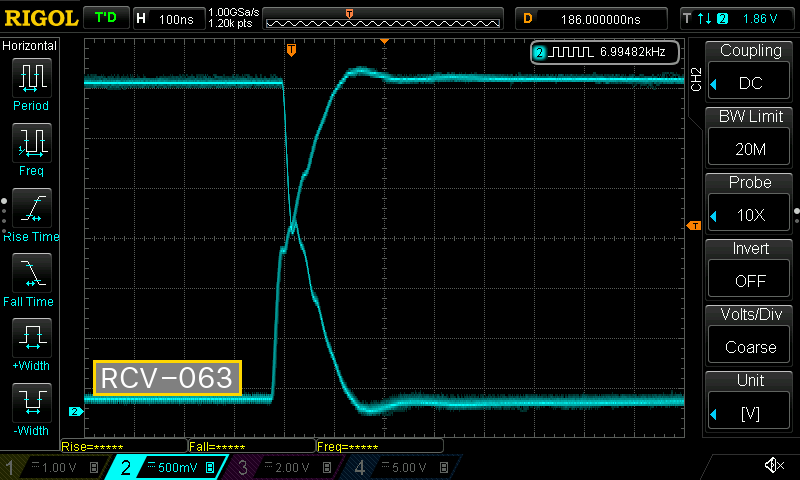 RIGOL T'D H 100ns 1.00GSa/s 1.20k pts T D 186.000000ns T 2 1.86 V
Horizontal
Period
Freq
Rise Time
Fall Time
+Width
-Width
T
2 6.99482kHz
T
RCV-063
2
Rise=***** Fall=***** Freq=*****
CH2
Coupling
DC
BW Limit
20M
Probe
10X
Invert
OFF
Volts/Div
Coarse
Unit
[V]
1 1.00 V B 2 500mV B 3 2.00 V B 4 5.00 V B